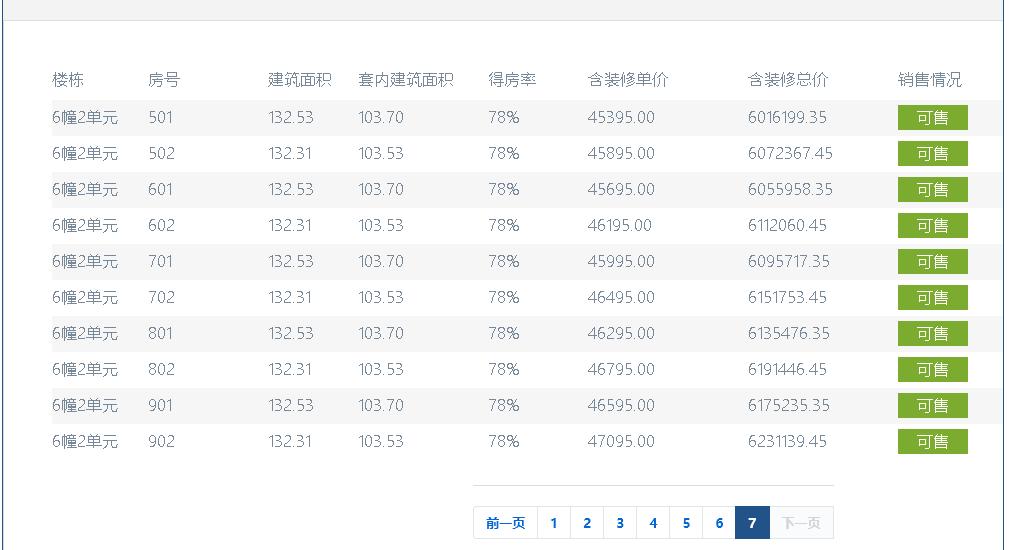 楼栋 房号 建筑面积 套内建筑面积 得房率 含装修单价 含装修总价 销售情况
6幢2单元 501 132.53 103.70 78% 45395.00 6016199.35 可售
6幢2单元 502 132.31 103.53 78% 45895.00 6072367.45 可售
6幢2单元 601 132.53 103.70 78% 45695.00 6055958.35 可售
6幢2单元 602 132.31 103.53 78% 46195.00 6112060.45 可售
6幢2单元 701 132.53 103.70 78% 45995.00 6095717.35 可售
6幢2单元 702 132.31 103.53 78% 46495.00 6151753.45 可售
6幢2单元 801 132.53 103.70 78% 46295.00 6135476.35 可售
6幢2单元 802 132.31 103.53 78% 46795.00 6191446.45 可售
6幢2单元 901 132.53 103.70 78% 46595.00 6175235.35 可售
6幢2单元 902 132.31 103.53 78% 47095.00 6231139.45 可售
前一页 1 2 3 4 5 6 7 下一页